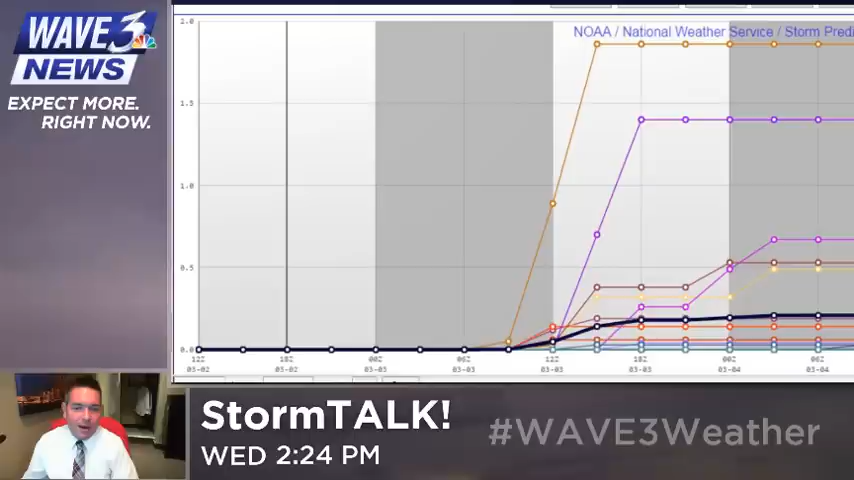 WAVE 3
NEWS
EXPECT MORE.
RIGHT NOW.
NOAA / National Weather Service / Storm Predi
2.0
1.5
1.0
0.5
0.0
12Z 18Z 00Z 06Z 12Z 18Z 00Z 06Z
03-02 03-02 03-03 03-03 03-03 03-03 03-04 03-04
StormTALK!
WED 2:24 PM
#WAVE3Weather